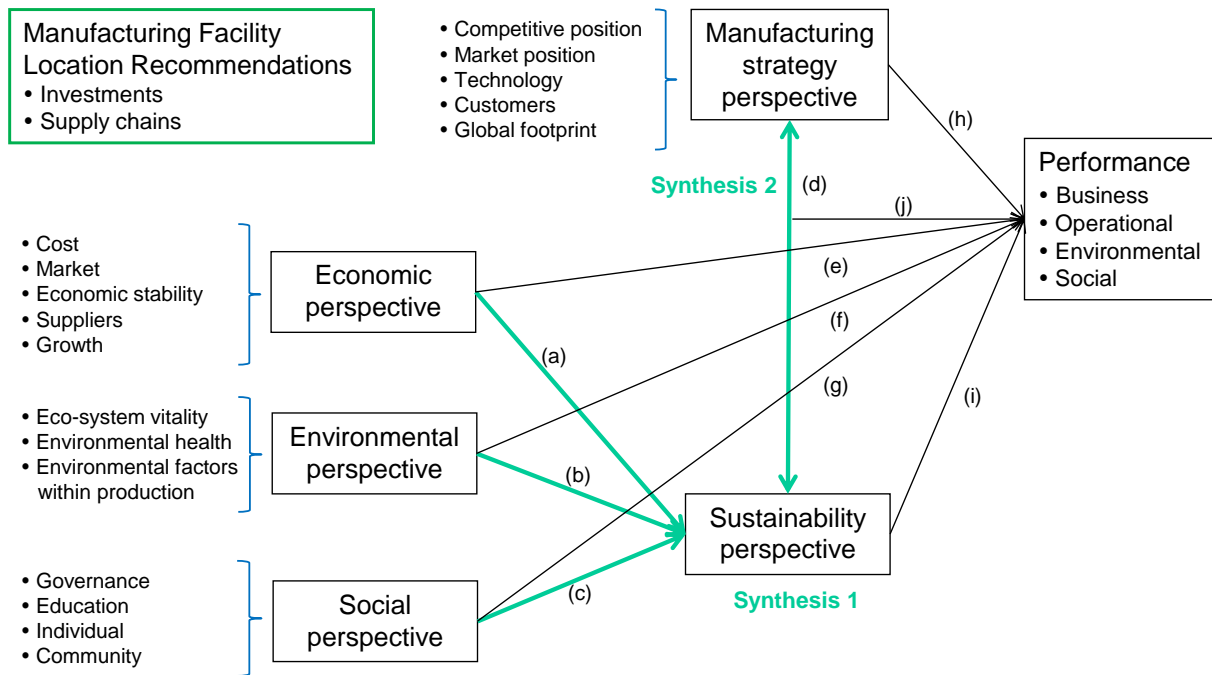 Manufacturing Facility
Location Recommendations
• Investments
• Supply chains
• Competitive position
• Market position
• Technology
• Customers
• Global footprint
Manufacturing
strategy
perspective
(h)
Performance
• Business
• Operational
• Environmental
• Social
Synthesis 2
(d)
(j)
• Cost
• Market
• Economic stability
• Suppliers
• Growth
Economic
perspective
(e)
(a)
(f)
(g)
(i)
• Eco-system vitality
• Environmental health
• Environmental factors
within production
Environmental
perspective
(b)
Sustainability
perspective
Synthesis 1
• Governance
• Education
• Individual
• Community
Social
perspective
(c)